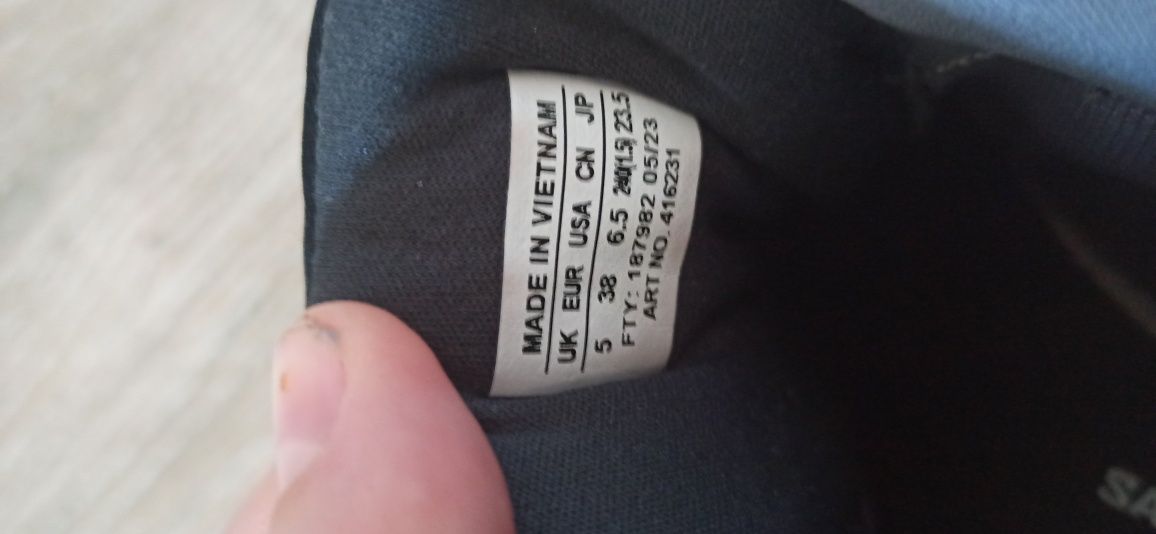 MADE IN VIETNAM
UK EUR USA CN JP
5 38 6.5 240(1.5) 23.5
FTY: 187982 05/23
ART NO. 416231
SA